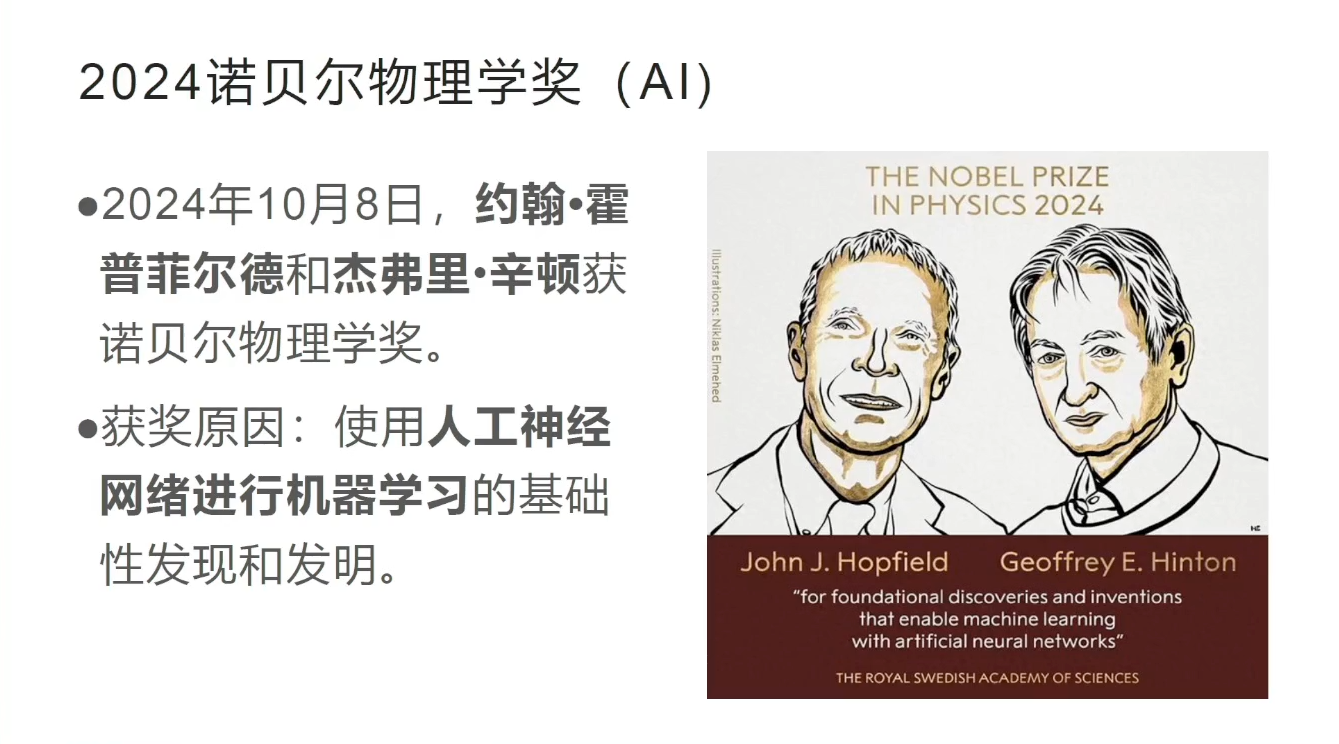 2024诺贝尔物理学奖（AI）
●2024年10月8日，约翰•霍
普菲尔德和杰弗里•辛顿获
诺贝尔物理学奖。
●获奖原因：使用人工神经
网络进行机器学习的基础
性发现和发明。
THE NOBEL PRIZE
IN PHYSICS 2024
Illustrations: Niklas Elmehed
John J. Hopfield
Geoffrey E. Hinton
“for foundational discoveries and inventions
that enable machine learning
with artificial neural networks”
THE ROYAL SWEDISH ACADEMY OF SCIENCES